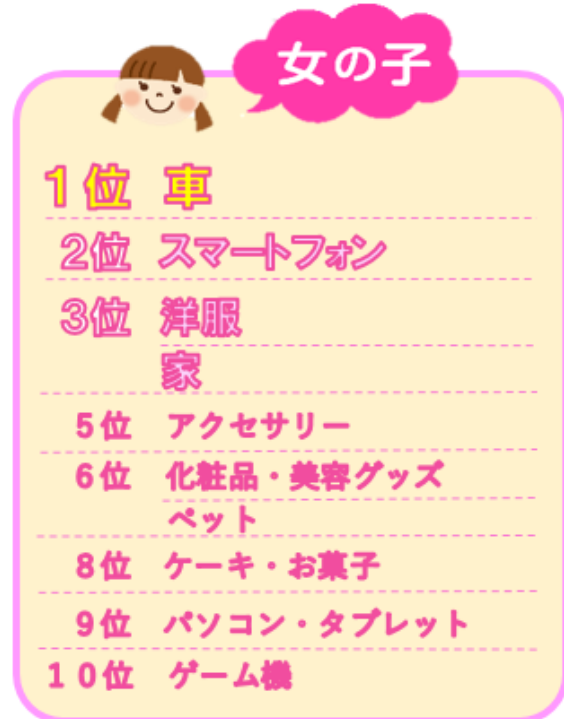 女の子
1位 車
2位 スマートフォン
3位 洋服
家
5位 アクセサリー
6位 化粧品・美容グッズ
ペット
8位 ケーキ・お菓子
9位 パソコン・タブレット
10位 ゲーム機